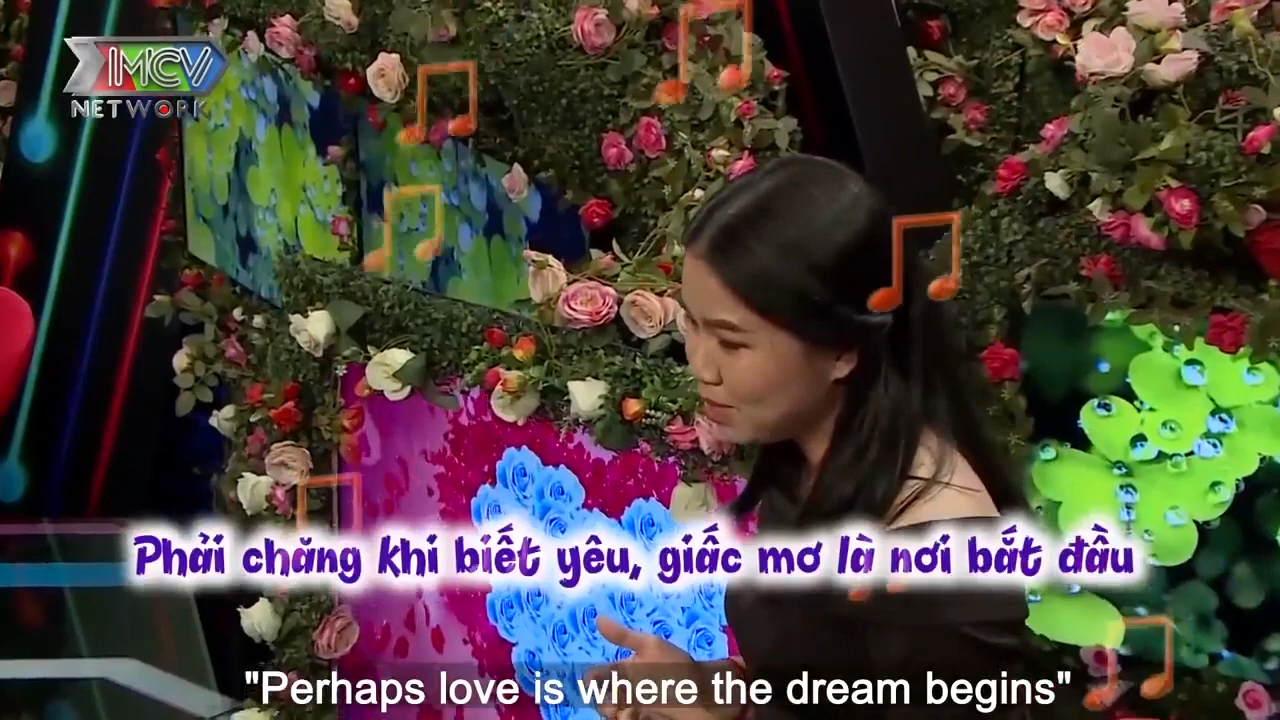 MCV
NETWORK
Phải chăng khi biết yêu, giấc mơ là nơi bắt đầu
"Perhaps love is where the dream begins"